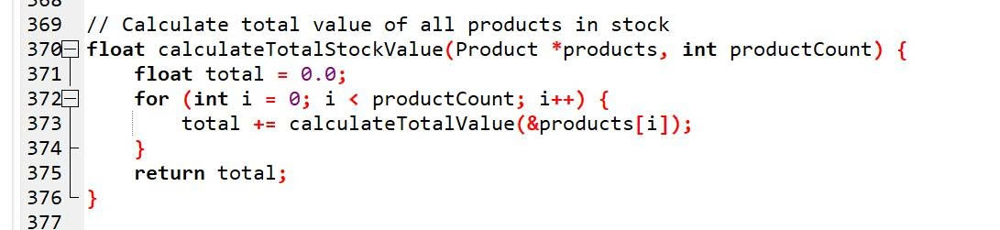 368
369 // Calculate total value of all products in stock
370 float calculateTotalStockValue(Product *products, int productCount) {
371     float total = 0.0;
372     for (int i = 0; i < productCount; i++) {
373         total += calculateTotalValue(&products[i]);
374     }
375     return total;
376 }
377